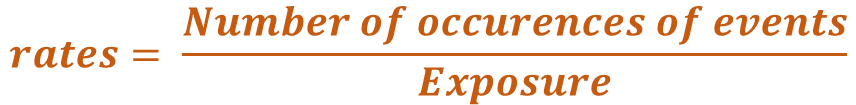 Number of occurences of events
rates =
Exposure